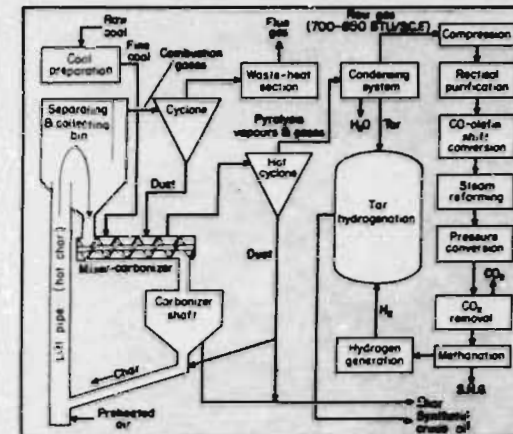 Raw
coal
Coal
preparation
Fine
coal
Combustion
gases
Flue
gas
Waste-heat
section
Separating
& collecting
bin
Cyclone
Pyrolysis
vapours & gases
Raw gas
(700-850 BTU/SCF)
Condensing
system
H₂O
Tar
Compression
Rectisol
purification
CO-olefin
shift
conversion
Steam
reforming
Pressure
conversion
CO₂
CO₂
removal
Methanation
S.N.G.
Hot
cyclone
Dust
Dust
Mixer-carbonizer
Tar
hydrogenation
H₂
Hydrogen
generation
Lift pipe (hot char)
Carbonizer
shaft
Char
Preheated
air
Char
Synthetic
crude oil